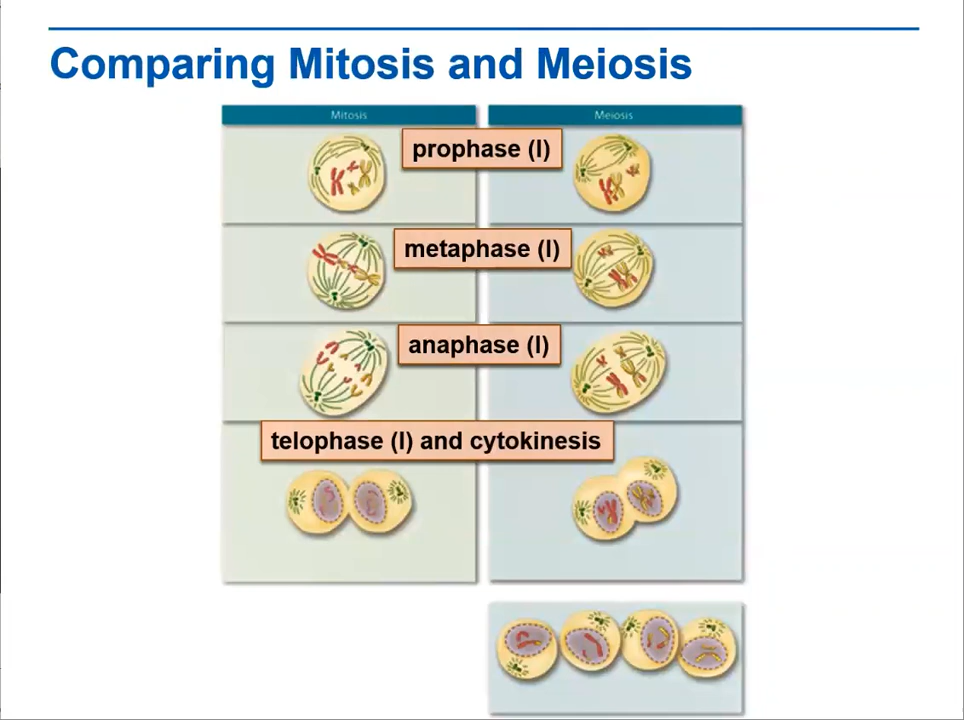 Comparing Mitosis and Meiosis
Mitosis
Meiosis
prophase (I)
metaphase (I)
anaphase (I)
telophase (I) and cytokinesis